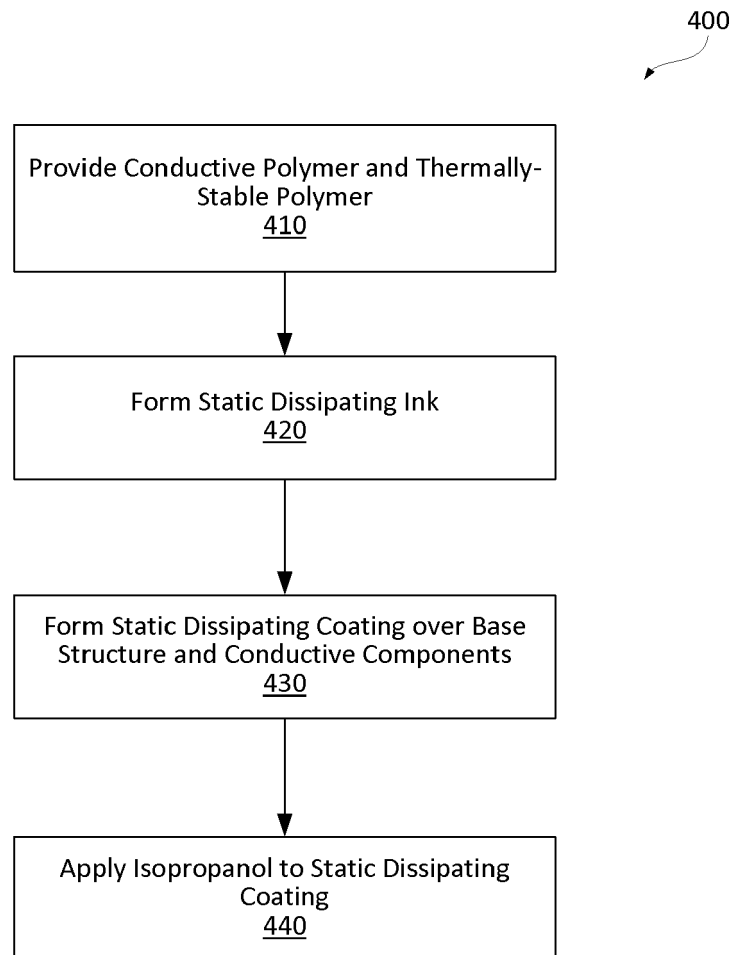 400
Provide Conductive Polymer and Thermally-
Stable Polymer
410
Form Static Dissipating Ink
420
Form Static Dissipating Coating over Base
Structure and Conductive Components
430
Apply Isopropanol to Static Dissipating
Coating
440